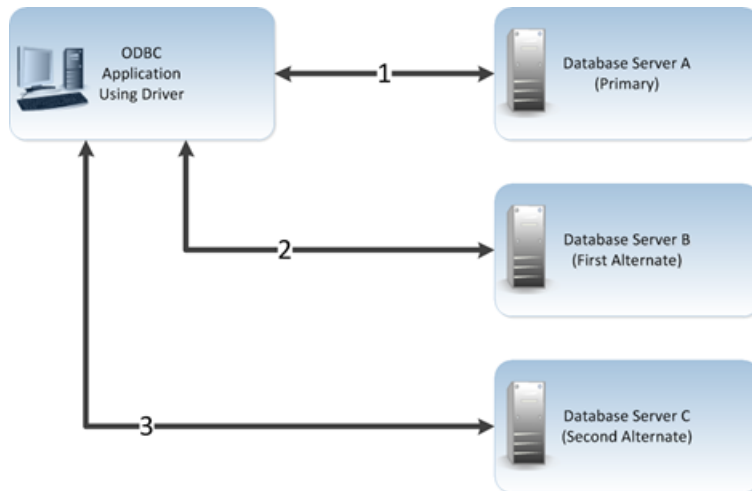 ODBC
Application
Using Driver
1
Database Server A
(Primary)
2
Database Server B
(First Alternate)
3
Database Server C
(Second Alternate)